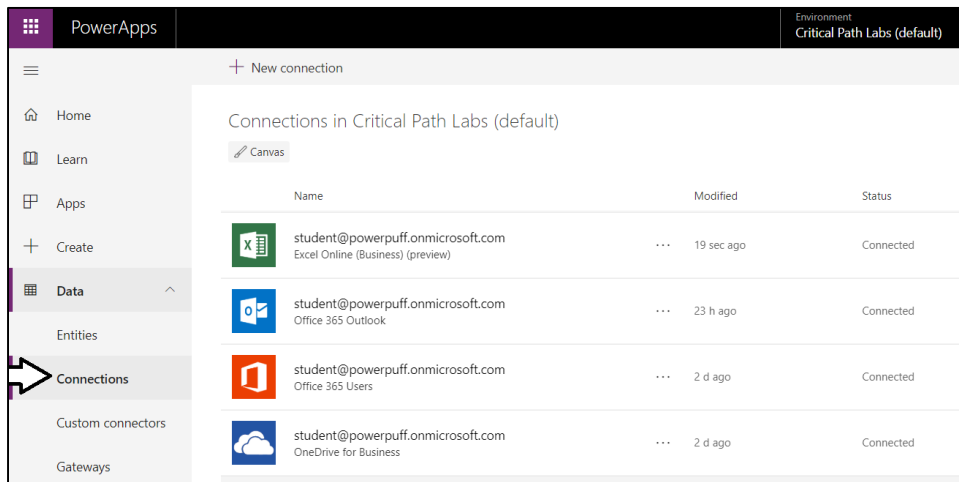 PowerApps
Environment
Critical Path Labs (default)
New connection
Home
Learn
Apps
Create
Data
Entities
Connections
Custom connectors
Gateways
Connections in Critical Path Labs (default)
Canvas
Name Modified Status
student@powerpuff.onmicrosoft.com
Excel Online (Business) (preview)
... 19 sec ago Connected
student@powerpuff.onmicrosoft.com
Office 365 Outlook
... 23 h ago Connected
student@powerpuff.onmicrosoft.com
Office 365 Users
... 2 d ago Connected
student@powerpuff.onmicrosoft.com
OneDrive for Business
... 2 d ago Connected